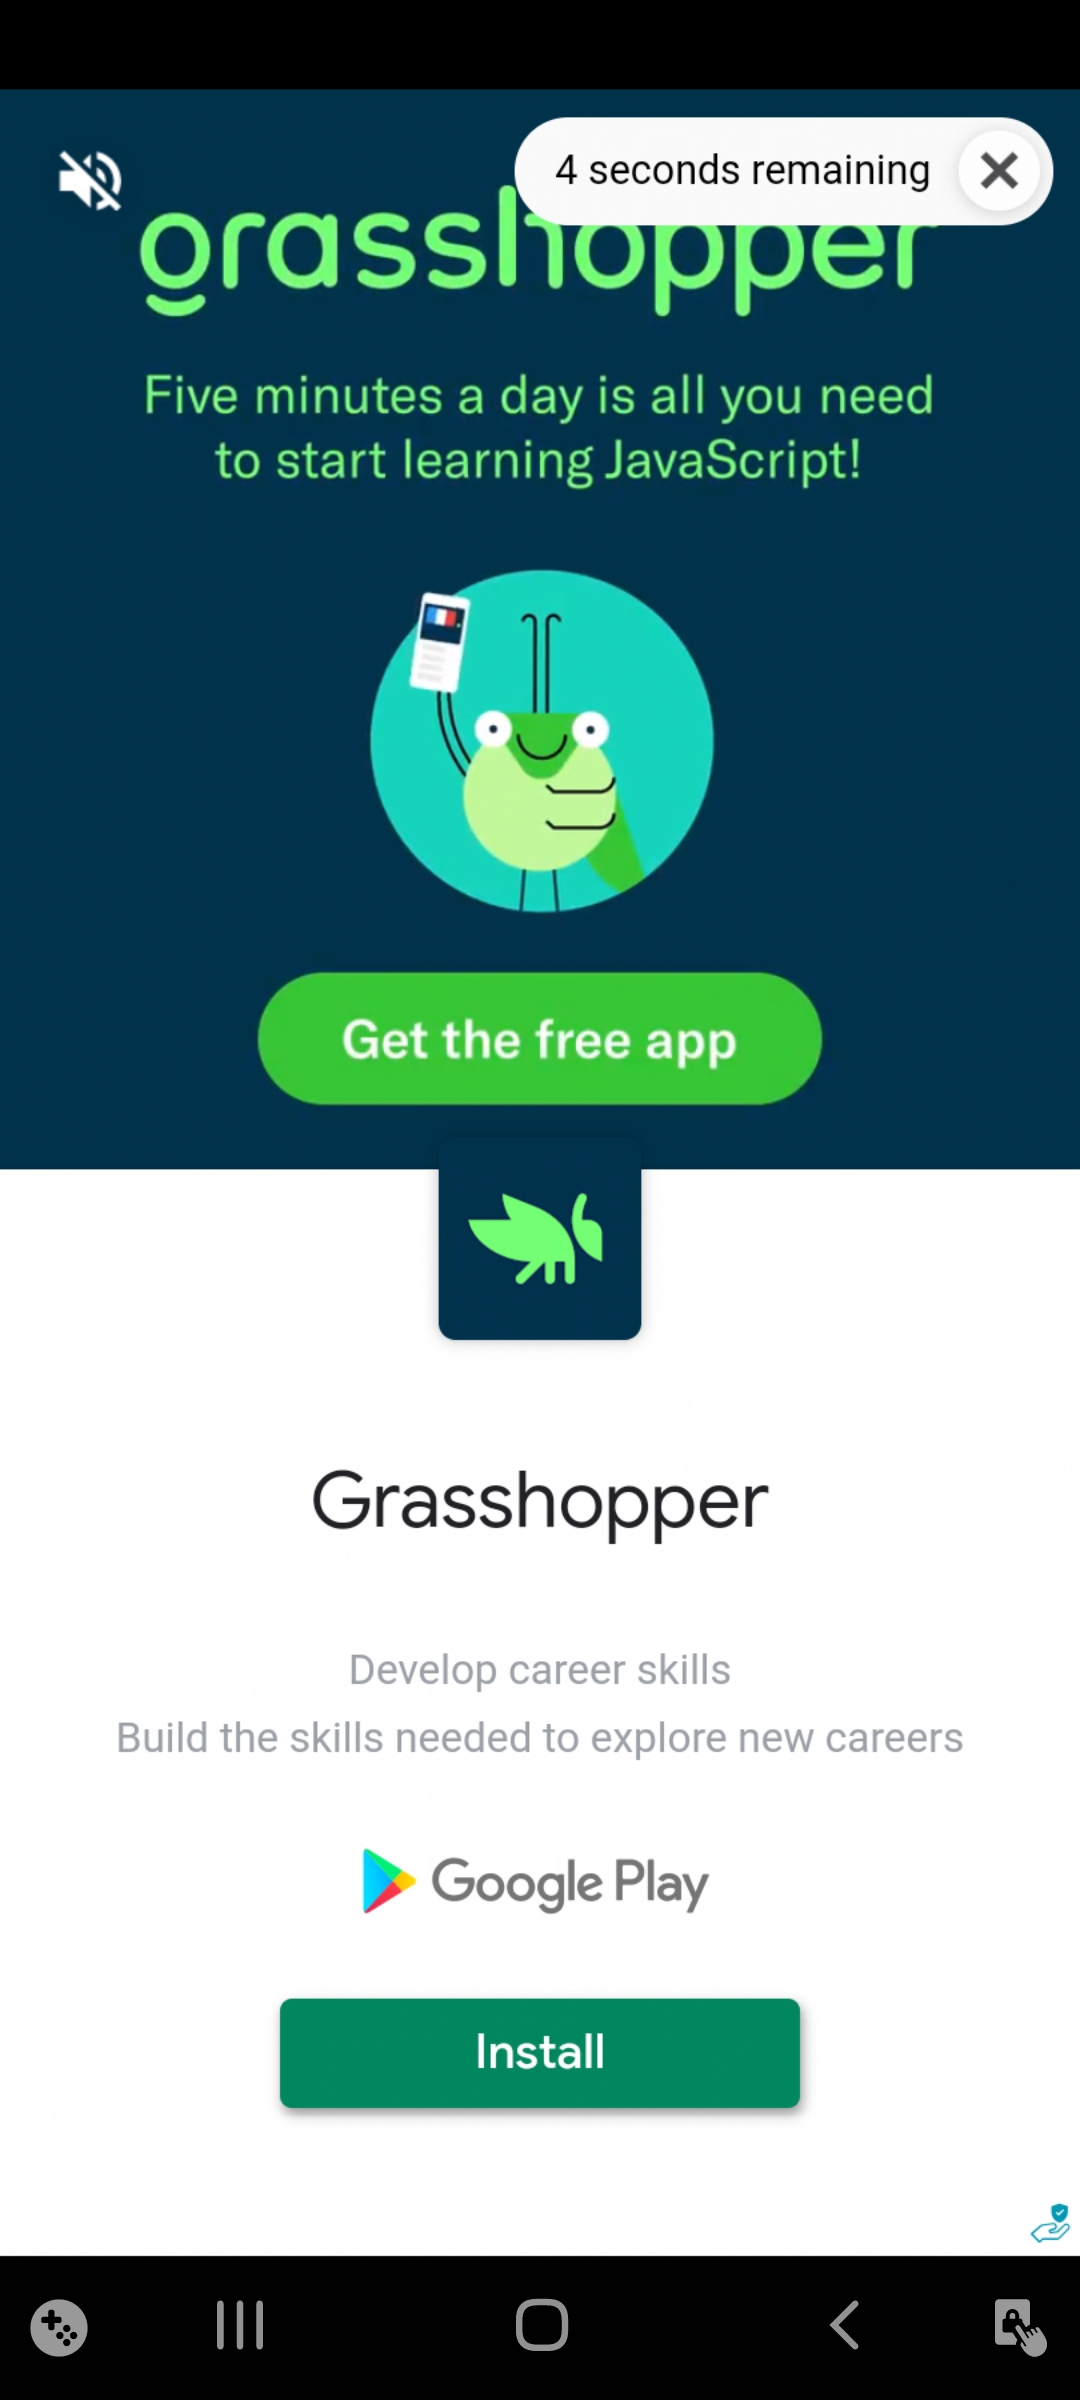 4 seconds remaining
grasshopper
Five minutes a day is all you need
to start learning JavaScript!
Get the free app
Grasshopper
Develop career skills
Build the skills needed to explore new careers
Google Play
Install